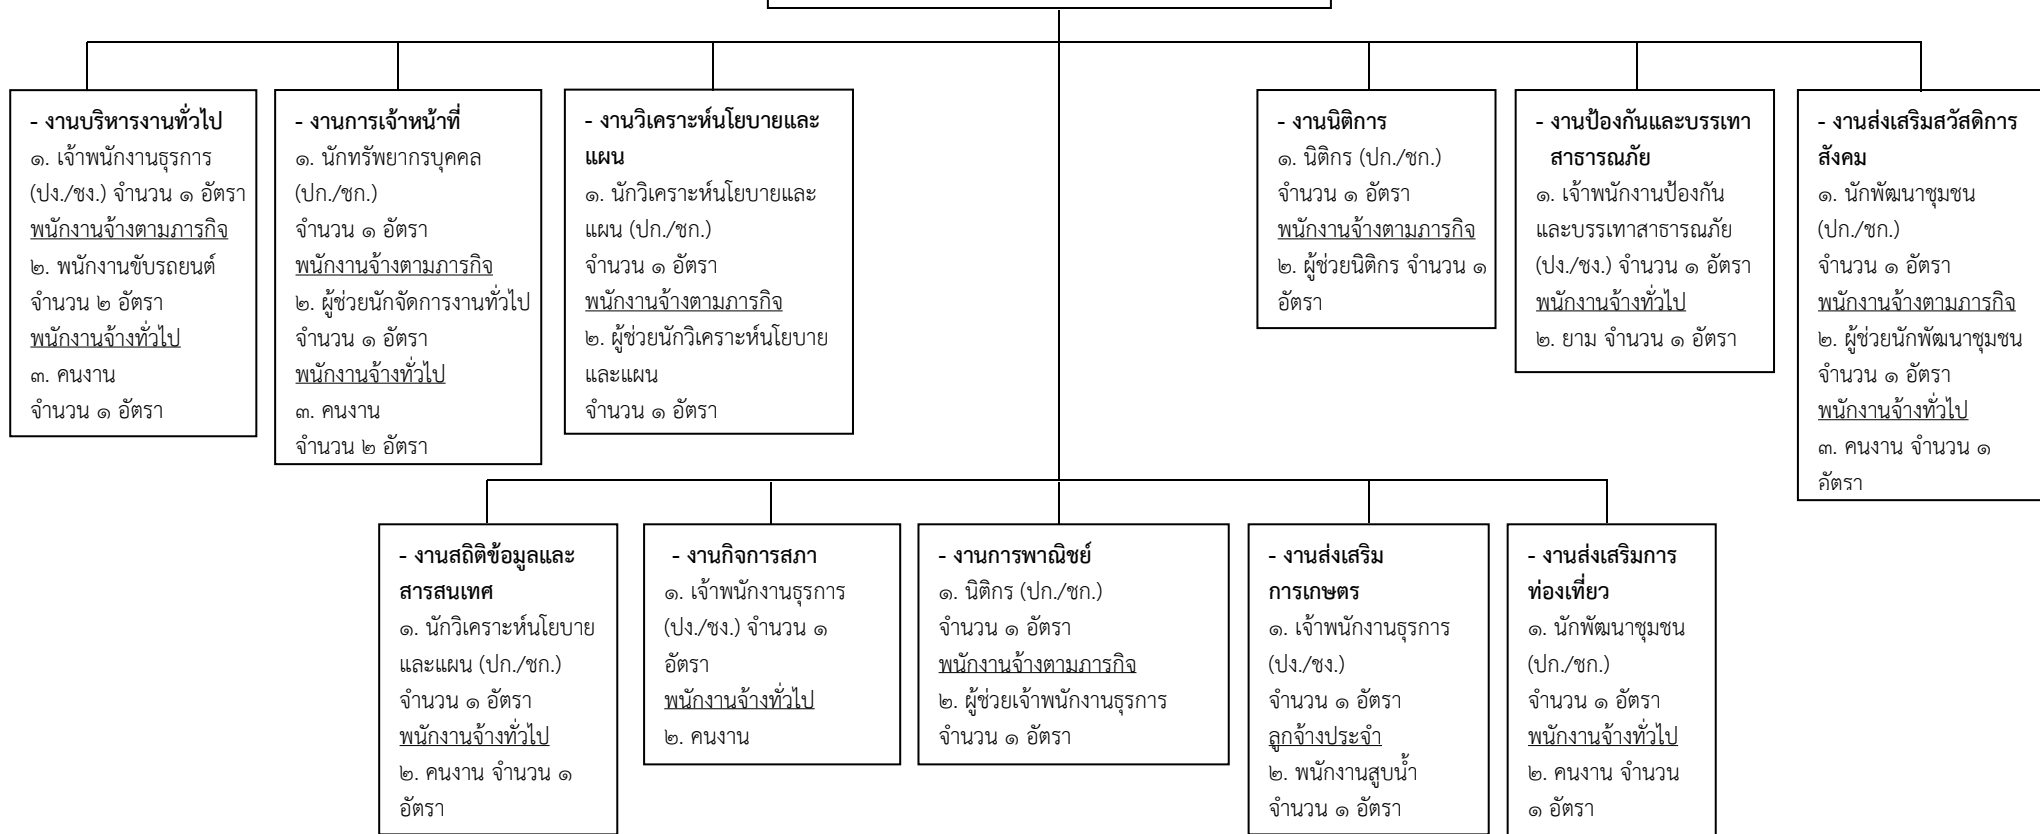 - งานบริหารงานทั่วไป
๑. เจ้าพนักงานธุรการ
(ปง./ชง.) จำนวน ๑ อัตรา
พนักงานจ้างตามภารกิจ
๒. พนักงานขับรถยนต์
จำนวน ๒ อัตรา
พนักงานจ้างทั่วไป
๓. คนงาน
จำนวน ๑ อัตรา
- งานการเจ้าหน้าที่
๑. นักทรัพยากรบุคคล
(ปก./ชก.)
จำนวน ๑ อัตรา
พนักงานจ้างตามภารกิจ
๒. ผู้ช่วยนักจัดการงานทั่วไป
จำนวน ๑ อัตรา
พนักงานจ้างทั่วไป
๓. คนงาน
จำนวน ๒ อัตรา
- งานวิเคราะห์นโยบายและ
แผน
๑. นักวิเคราะห์นโยบายและ
แผน (ปก./ชก.)
จำนวน ๑ อัตรา
พนักงานจ้างตามภารกิจ
๒. ผู้ช่วยนักวิเคราะห์นโยบาย
และแผน
จำนวน ๑ อัตรา
- งานนิติการ
๑. นิติกร (ปก./ชก.)
จำนวน ๑ อัตรา
พนักงานจ้างตามภารกิจ
๒. ผู้ช่วยนิติกร จำนวน ๑
อัตรา
- งานป้องกันและบรรเทา
สาธารณภัย
๑. เจ้าพนักงานป้องกัน
และบรรเทาสาธารณภัย
(ปง./ชง.) จำนวน ๑ อัตรา
พนักงานจ้างทั่วไป
๒. ยาม จำนวน ๑ อัตรา
- งานส่งเสริมสวัสดิการ
สังคม
๑. นักพัฒนาชุมชน
(ปก./ชก.)
จำนวน ๑ อัตรา
พนักงานจ้างตามภารกิจ
๒. ผู้ช่วยนักพัฒนาชุมชน
จำนวน ๑ อัตรา
พนักงานจ้างทั่วไป
๓. คนงาน จำนวน ๑
อัตรา
- งานสถิติข้อมูลและ
สารสนเทศ
๑. นักวิเคราะห์นโยบาย
และแผน (ปก./ชก.)
จำนวน ๑ อัตรา
พนักงานจ้างทั่วไป
๒. คนงาน จำนวน ๑
อัตรา
- งานกิจการสภา
๑. เจ้าพนักงานธุรการ
(ปง./ชง.) จำนวน ๑
อัตรา
พนักงานจ้างทั่วไป
๒. คนงาน
- งานการพาณิชย์
๑. นิติกร (ปก./ชก.)
จำนวน ๑ อัตรา
พนักงานจ้างตามภารกิจ
๒. ผู้ช่วยเจ้าพนักงานธุรการ
จำนวน ๑ อัตรา
- งานส่งเสริม
การเกษตร
๑. เจ้าพนักงานธุรการ
(ปง./ชง.)
จำนวน ๑ อัตรา
ลูกจ้างประจำ
๒. พนักงานสูบน้ำ
จำนวน ๑ อัตรา
- งานส่งเสริมการ
ท่องเที่ยว
๑. นักพัฒนาชุมชน
(ปก./ชก.)
จำนวน ๑ อัตรา
พนักงานจ้างทั่วไป
๒. คนงาน จำนวน
๑ อัตรา